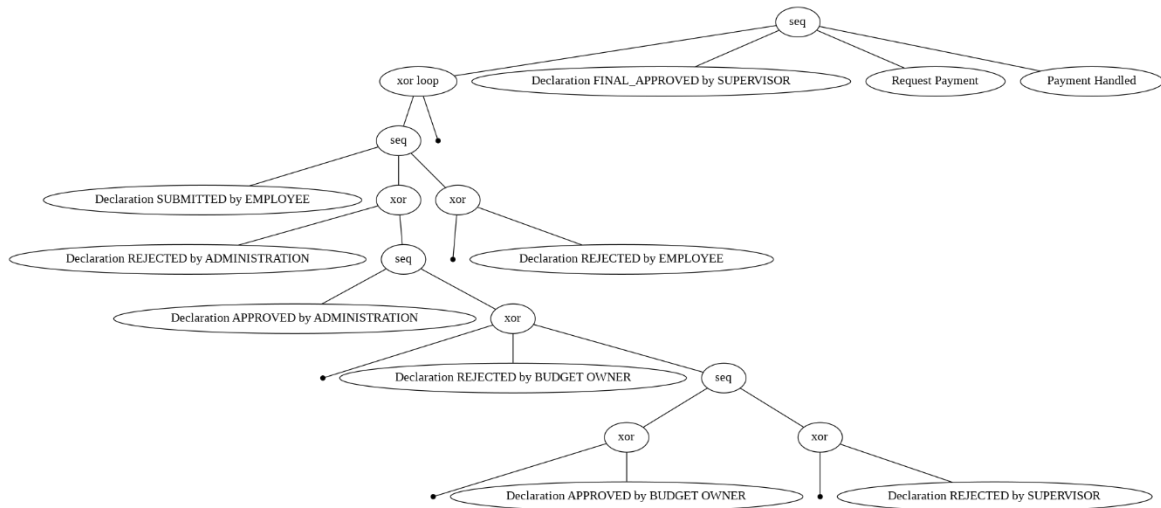 seq
xor loop
Declaration FINAL_APPROVED by SUPERVISOR
Request Payment
Payment Handled
seq
Declaration SUBMITTED by EMPLOYEE
xor
xor
Declaration REJECTED by ADMINISTRATION
seq
Declaration REJECTED by EMPLOYEE
Declaration APPROVED by ADMINISTRATION
xor
Declaration REJECTED by BUDGET OWNER
seq
xor
xor
Declaration APPROVED by BUDGET OWNER
Declaration REJECTED by SUPERVISOR